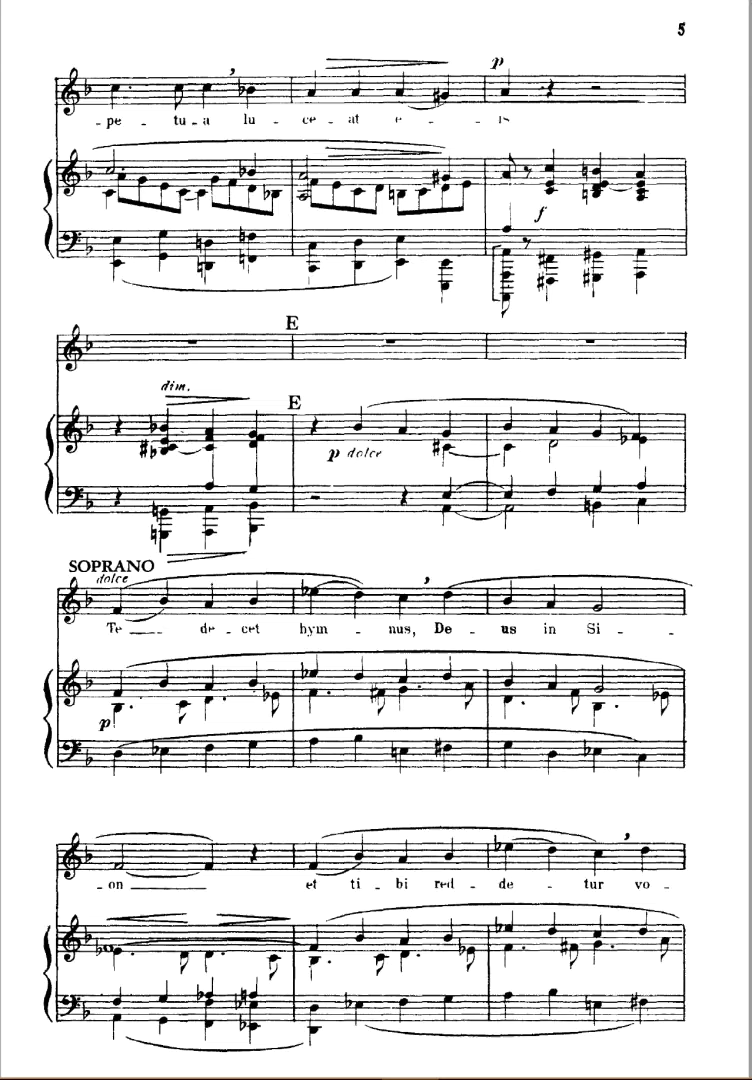 5
p
pe - tu - a lu - ce - at e - is
f
E
dim.
E
p dolce
SOPRANO
dolce
Te de - cet hym - nus, De - us in Si -
p
on et ti - bi red - de - tur vo -